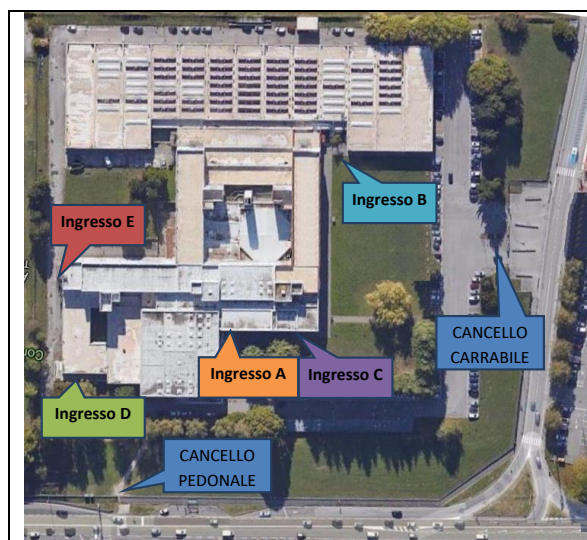 Ingresso B
Ingresso E
CANCELLO
CARRABILE
Ingresso A
Ingresso C
Ingresso D
CANCELLO
PEDONALE